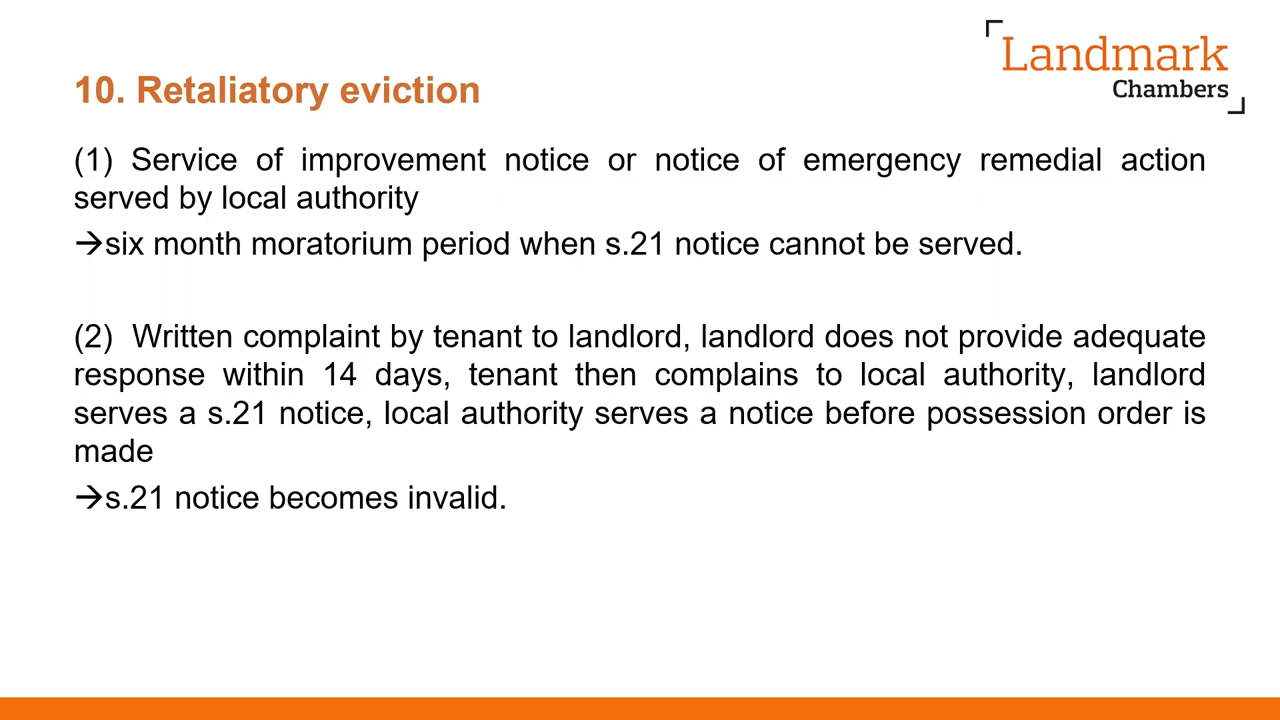 Landmark
Chambers
10. Retaliatory eviction
(1) Service of improvement notice or notice of emergency remedial action
served by local authority
→six month moratorium period when s.21 notice cannot be served.
(2) Written complaint by tenant to landlord, landlord does not provide adequate
response within 14 days, tenant then complains to local authority, landlord
serves a s.21 notice, local authority serves a notice before possession order is
made
→s.21 notice becomes invalid.